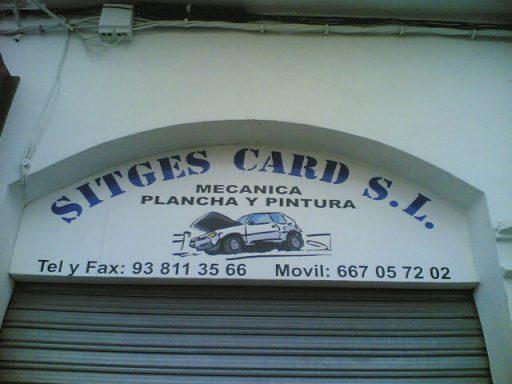 SITGES CARD S.L.
MECANICA
PLANCHA Y PINTURA
Tel y Fax: 93 811 35 66 Movil: 667 05 72 02